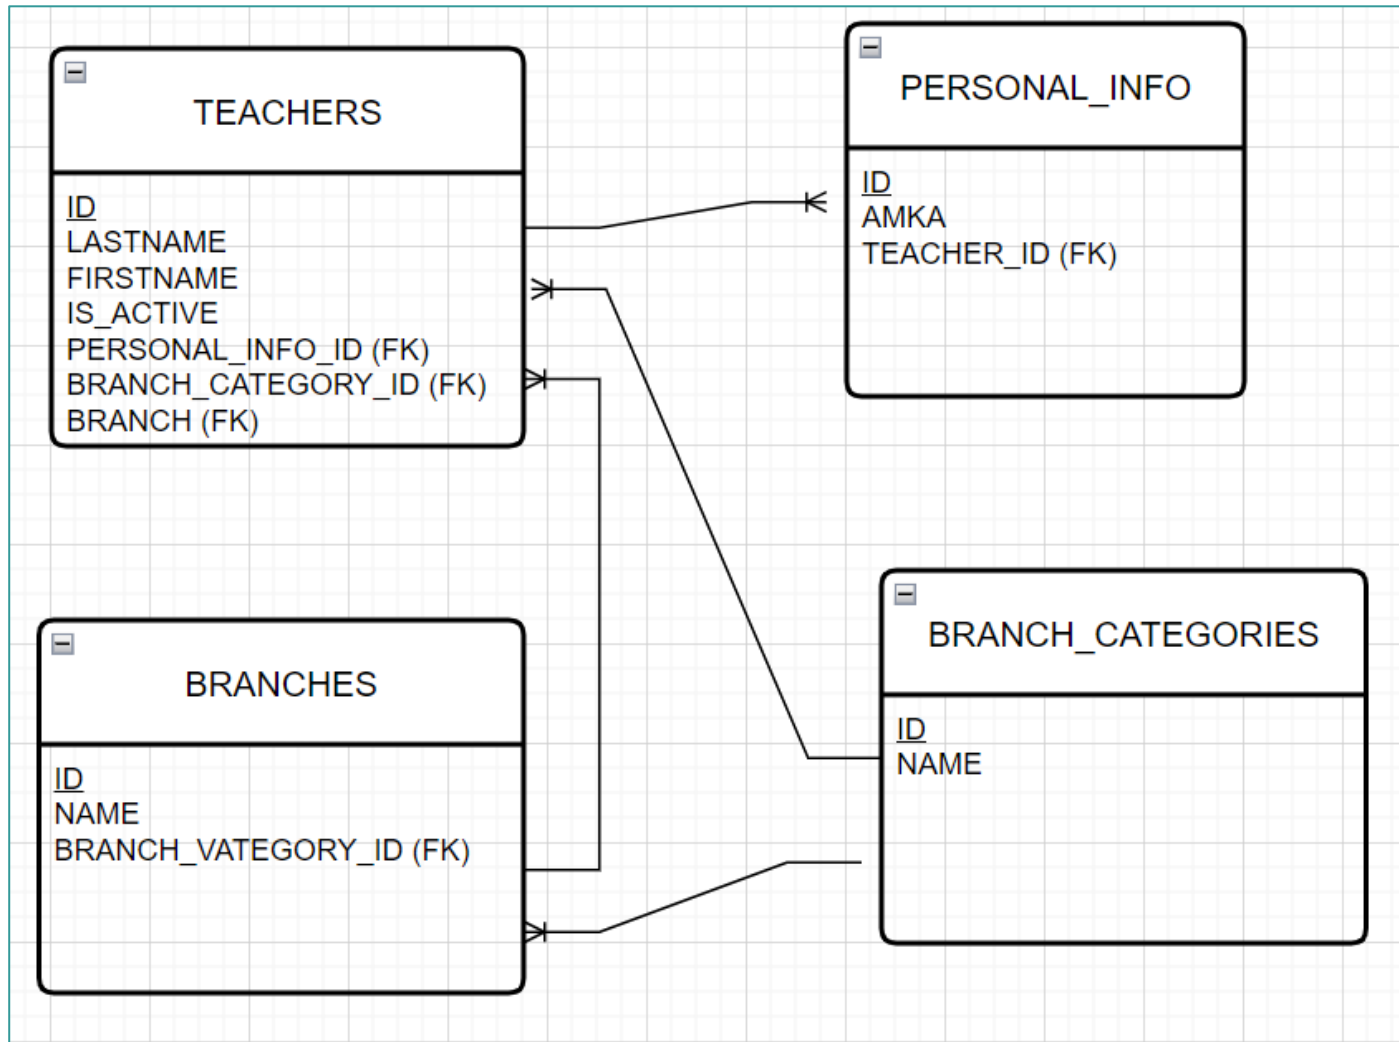 TEACHERS
ID
LASTNAME
FIRSTNAME
IS_ACTIVE
PERSONAL_INFO_ID (FK)
BRANCH_CATEGORY_ID (FK)
BRANCH (FK)
PERSONAL_INFO
ID
AMKA
TEACHER_ID (FK)
BRANCHES
ID
NAME
BRANCH_VATEGORY_ID (FK)
BRANCH_CATEGORIES
ID
NAME